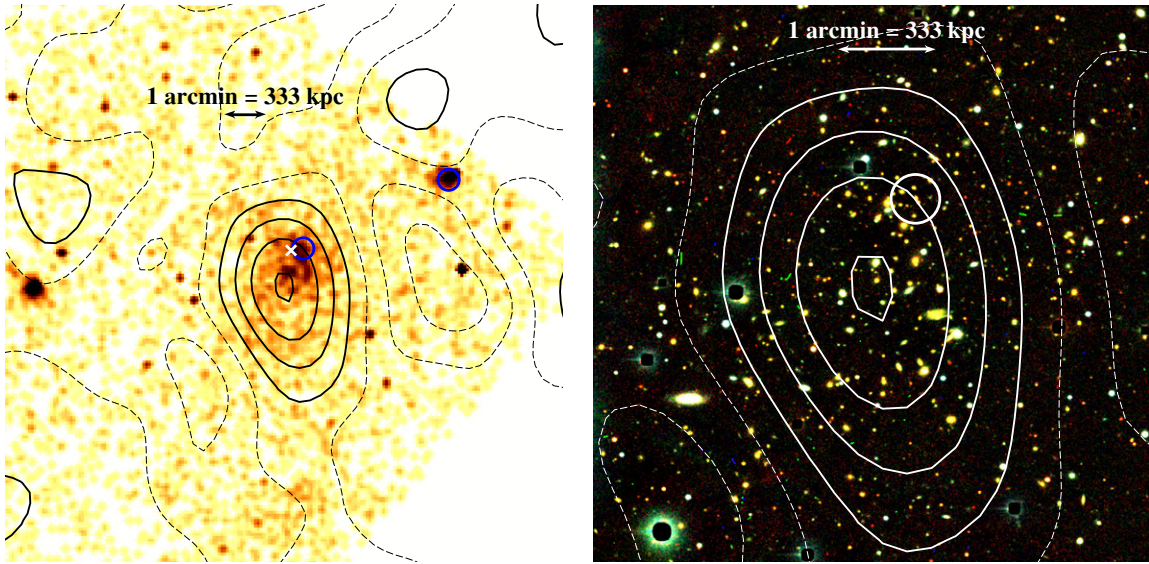 1 arcmin = 333 kpc
1 arcmin = 333 kpc